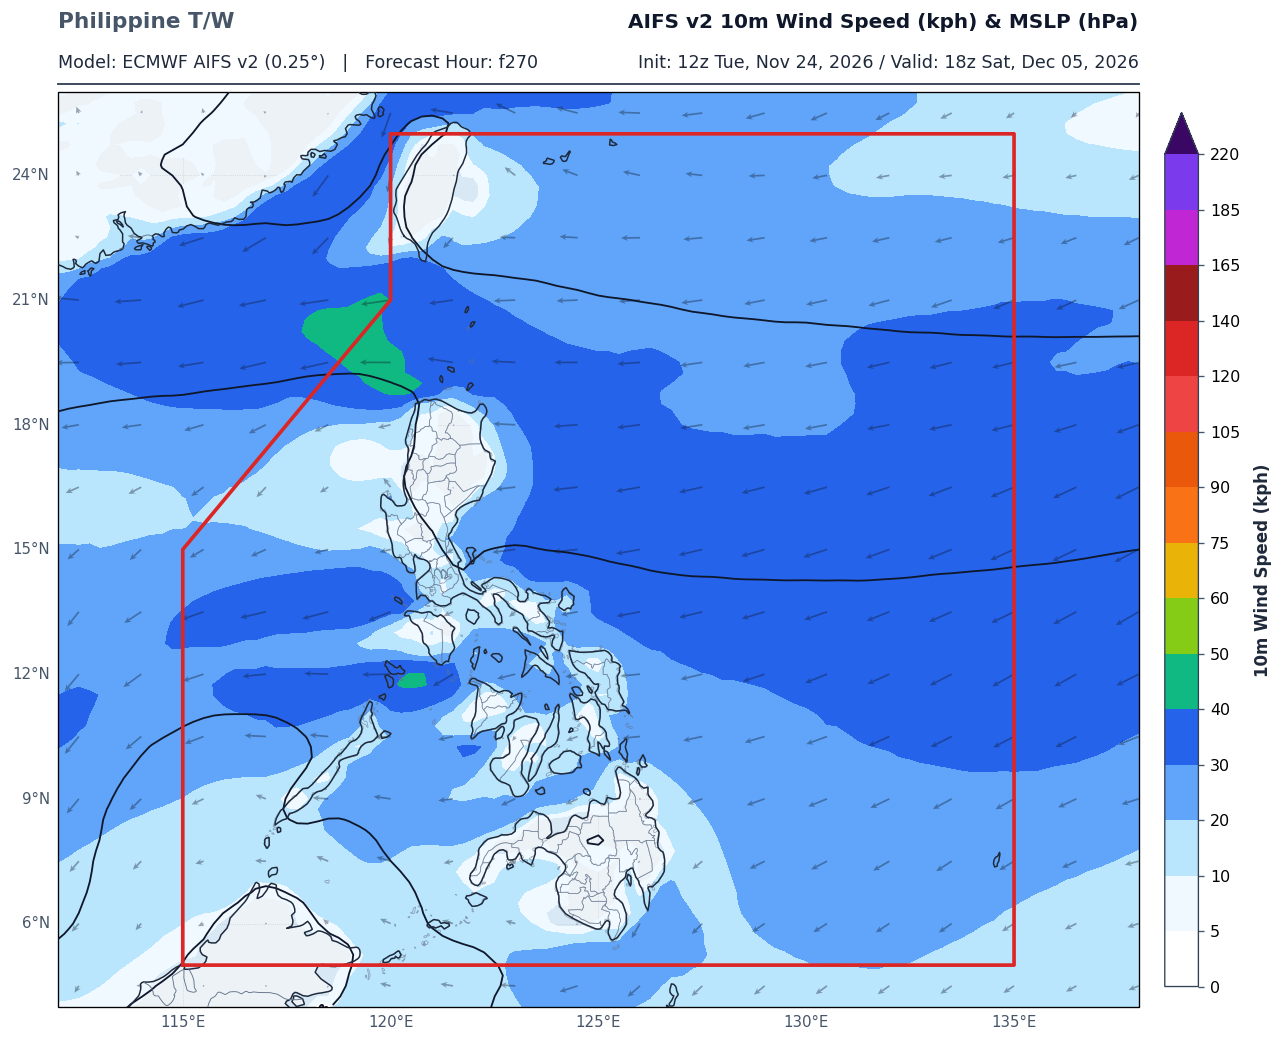 Philippine T/W
AIFS v2 10m Wind Speed (kph) & MSLP (hPa)
Model: ECMWF AIFS v2 (0.25°)   |   Forecast Hour: f270
Init: 12z Tue, Nov 24, 2026 / Valid: 18z Sat, Dec 05, 2026
24°N
21°N
18°N
15°N
12°N
9°N
6°N
115°E
120°E
125°E
130°E
135°E
220
185
165
140
120
105
90
75
60
50
40
30
20
10
5
0
10m Wind Speed (kph)